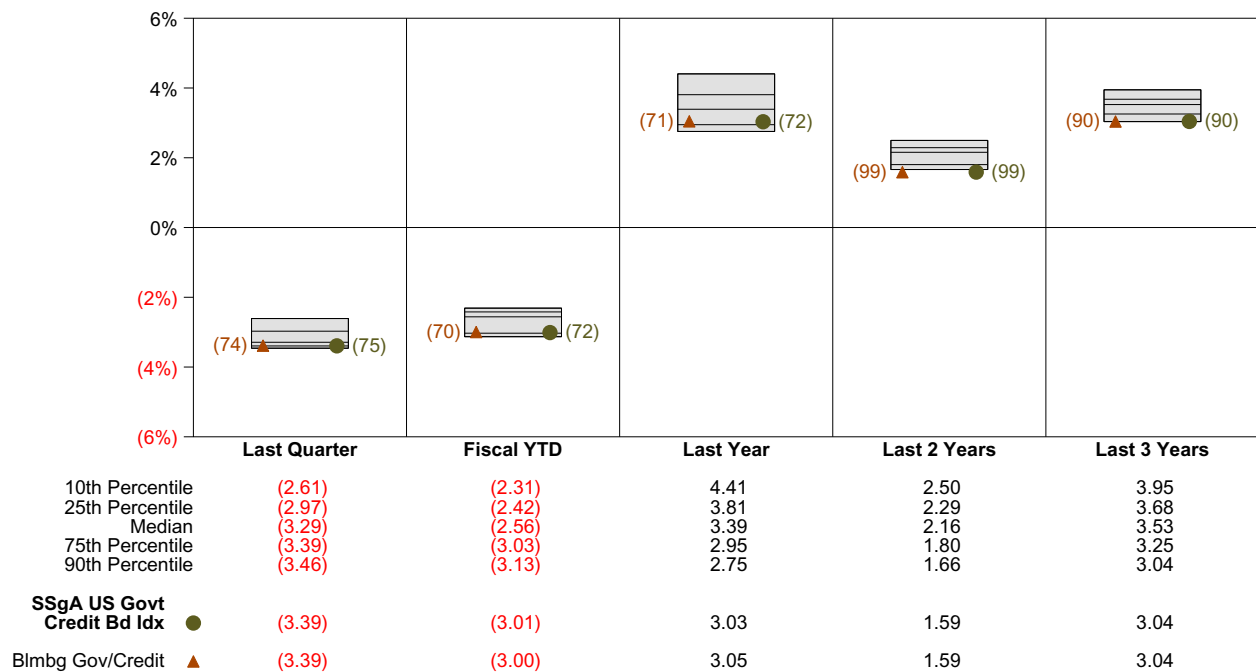 6%
4%
2%
0%
(2%)
(4%)
(6%)
(74) (75)
(70) (72)
(71) (72)
(99) (99)
(90) (90)
Last Quarter Fiscal YTD Last Year Last 2 Years Last 3 Years
10th Percentile (2.61) (2.31) 4.41 2.50 3.95
25th Percentile (2.97) (2.42) 3.81 2.29 3.68
Median (3.29) (2.56) 3.39 2.16 3.53
75th Percentile (3.39) (3.03) 2.95 1.80 3.25
90th Percentile (3.46) (3.13) 2.75 1.66 3.04
SSgA US Govt
Credit Bd Idx (3.39) (3.01) 3.03 1.59 3.04
Blmbg Gov/Credit (3.39) (3.00) 3.05 1.59 3.04